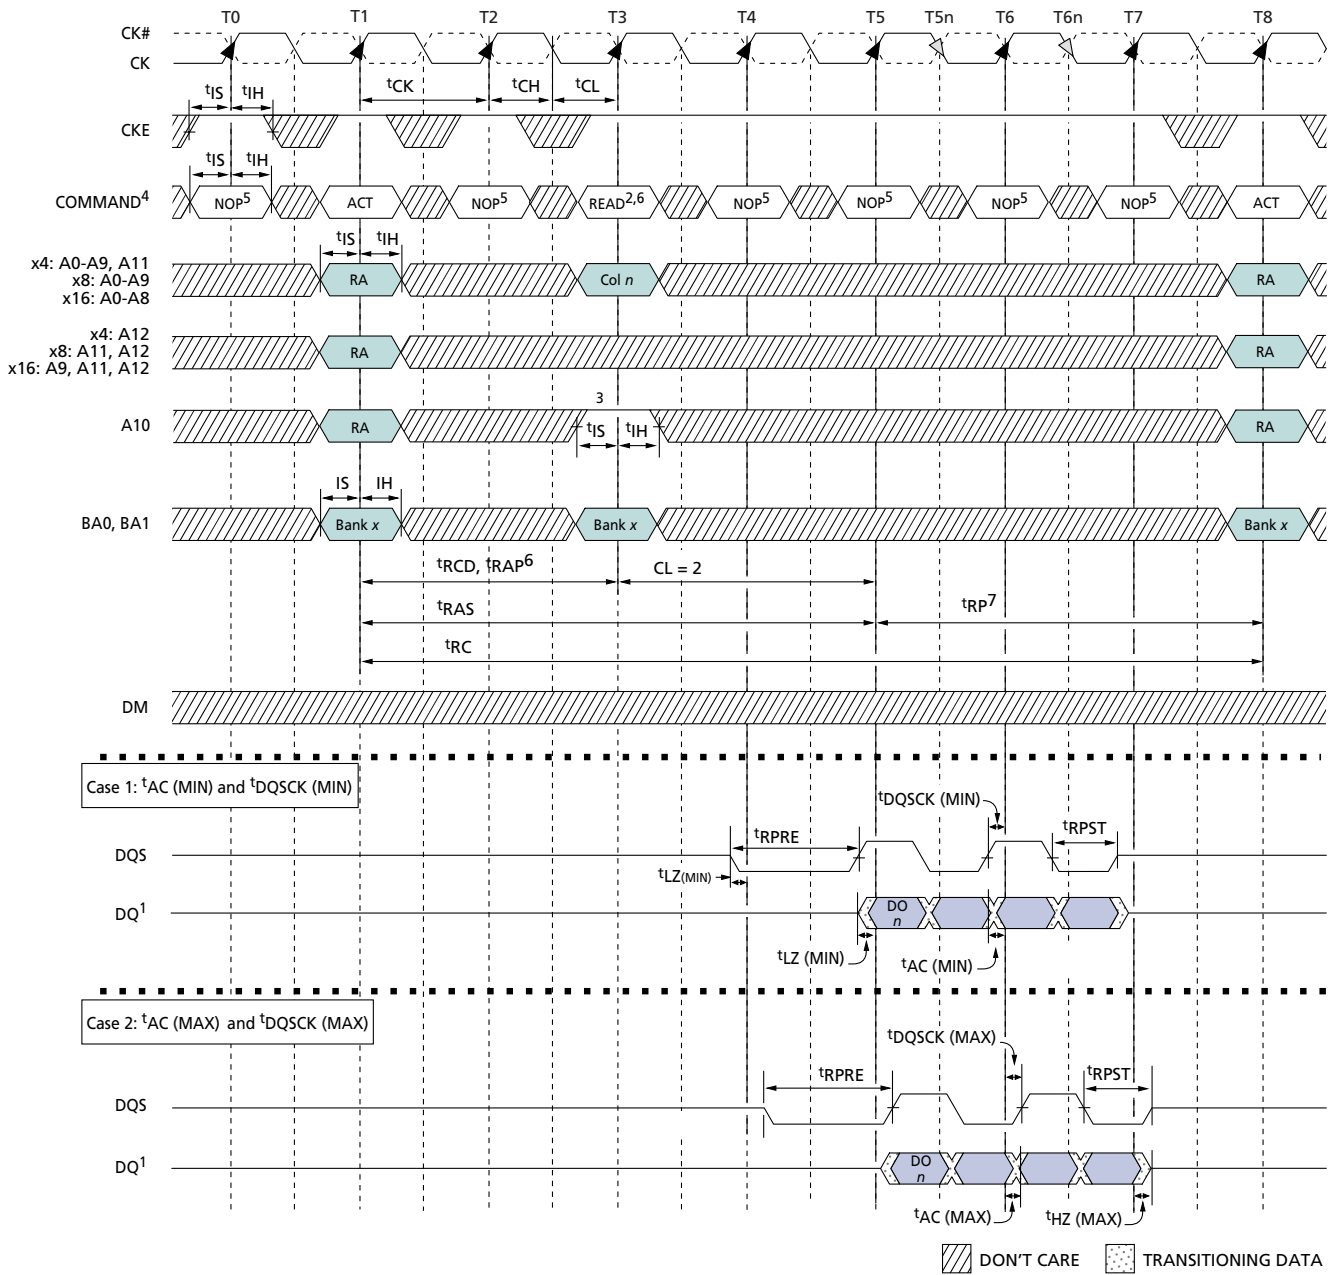 T0 T1 T2 T3 T4 T5 T5n T6 T6n T7 T8
CK#
CK
tIS tIH tCK tCH tCL
CKE
tIS tIH
COMMAND4 NOP5 ACT NOP5 READ2,6 NOP5 NOP5 NOP5 NOP5 ACT
tIS tIH
x4: A0-A9, A11
x8: A0-A9
x16: A0-A8
RA Col n RA
x4: A12
x8: A11, A12
x16: A9, A11, A12
RA RA
3
A10 RA tIS tIH RA
IS IH
BA0, BA1 Bank x Bank x Bank x
tRCD, tRAP6 CL = 2
tRAS tRP7
tRC
DM
Case 1: tAC (MIN) and tDQSCK (MIN)
tDQSCK (MIN)
tRPRE tRPST
DQS
tLZ(MIN)
DQ1 DO
n
tLZ (MIN) tAC (MIN)
Case 2: tAC (MAX) and tDQSCK (MAX)
tDQSCK (MAX)
tRPRE tRPST
DQS
DQ1 DO
n
tAC (MAX) tHZ (MAX)
DON'T CARE TRANSITIONING DATA